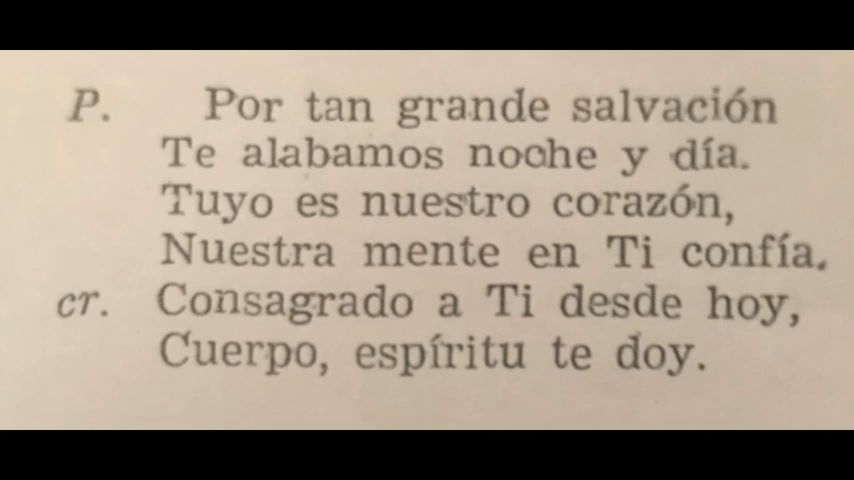 P. Por tan grande salvación
Te alabamos noche y día.
Tuyo es nuestro corazón,
Nuestra mente en Ti confía.
cr. Consagrado a Ti desde hoy,
Cuerpo, espíritu te doy.